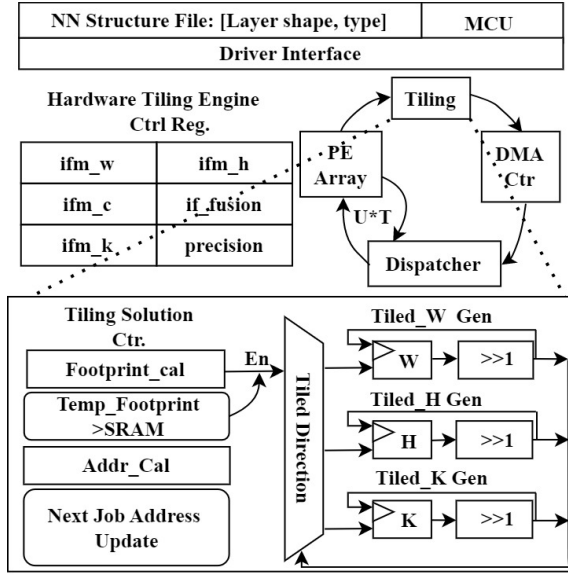 NN Structure File: [Layer shape, type]
MCU
Driver Interface
Hardware Tiling Engine
Ctrl Reg.
ifm_w
ifm_h
ifm_c
if_fusion
ifm_k
precision
Tiling
PE
Array
DMA
Ctr
U*T
Dispatcher
Tiling Solution
Ctr.
Footprint_cal
En
Temp_Footprint
>SRAM
Addr_Cal
Next Job Address
Update
Tiled Direction
Tiled_W Gen
W
>>1
Tiled_H Gen
H
>>1
Tiled_K Gen
K
>>1